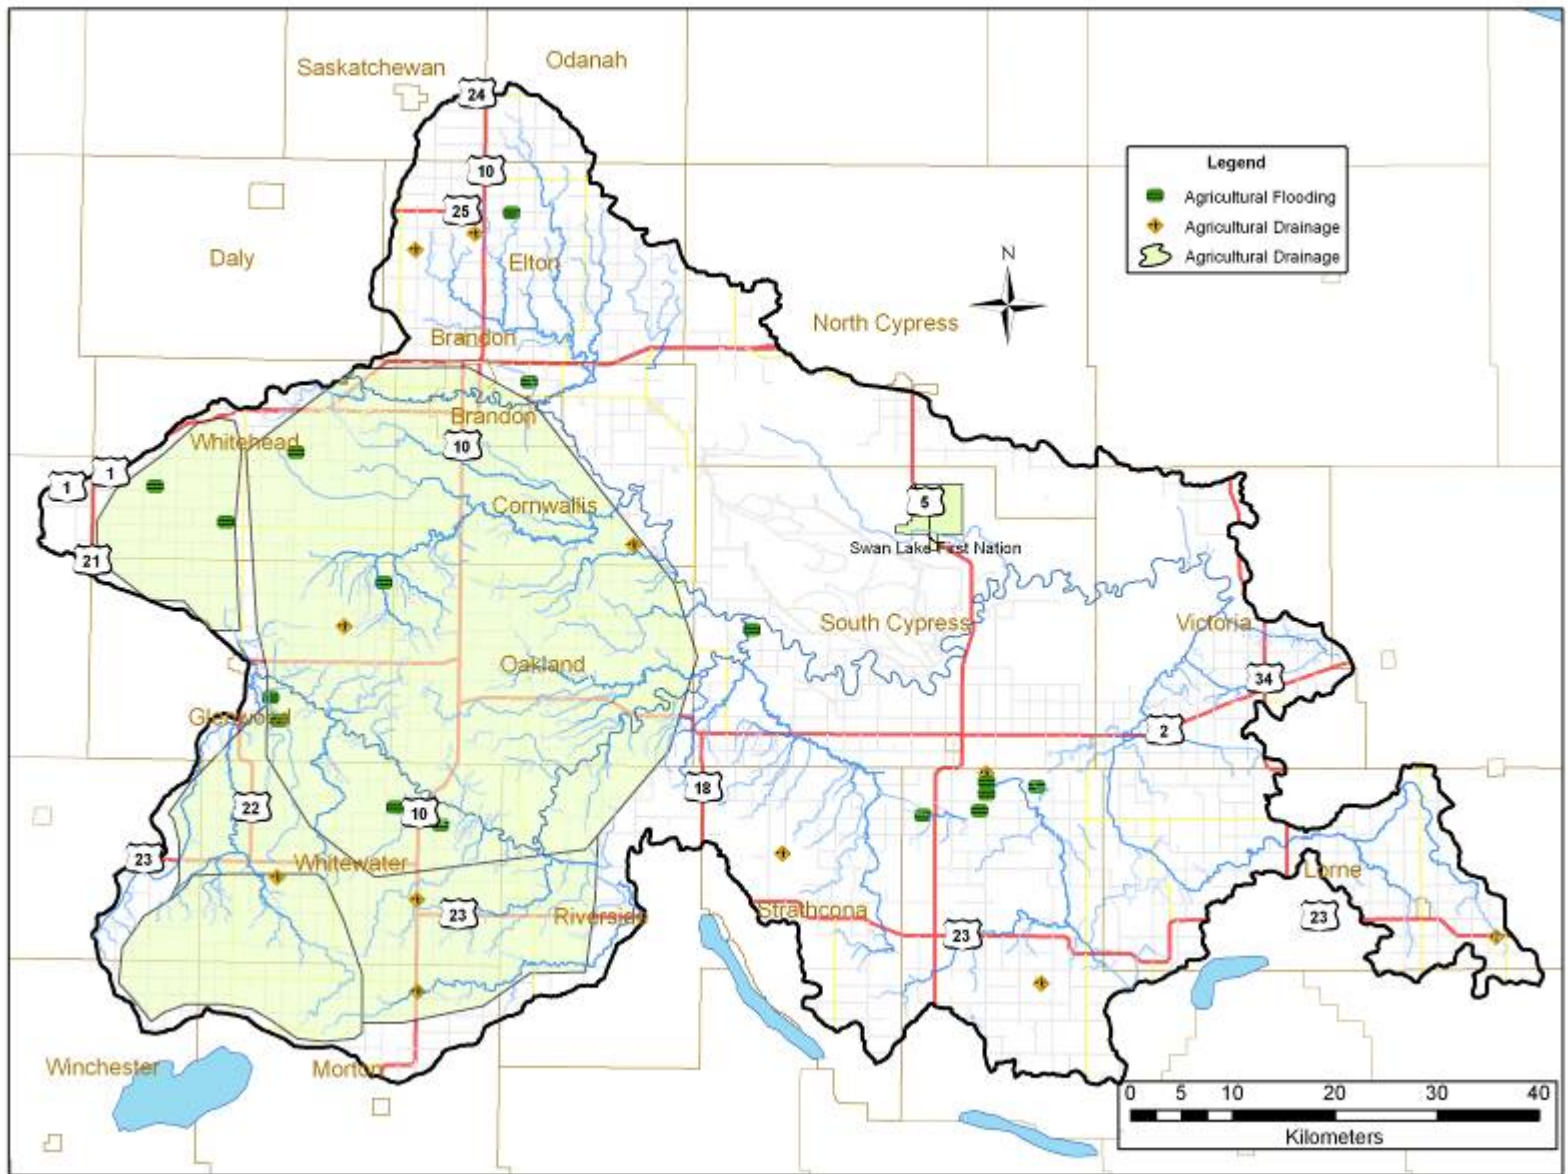 Saskatchewan
Odanah
24
10
25
Legend
Agricultural Flooding
Agricultural Drainage
Agricultural Drainage
Daly
Elton
N
North Cypress
Brandon
Brandon
Whitehead
10
1
1
Cornwallis
5
21
Swan Lake First Nation
South Cypress
Victoria
Oakland
34
Glenwood
2
18
22
10
23
Whitewater
Lorne
23
Riverside
Strathcona
23
23
Winchester
Morton
0 5 10 20 30 40
Kilometers